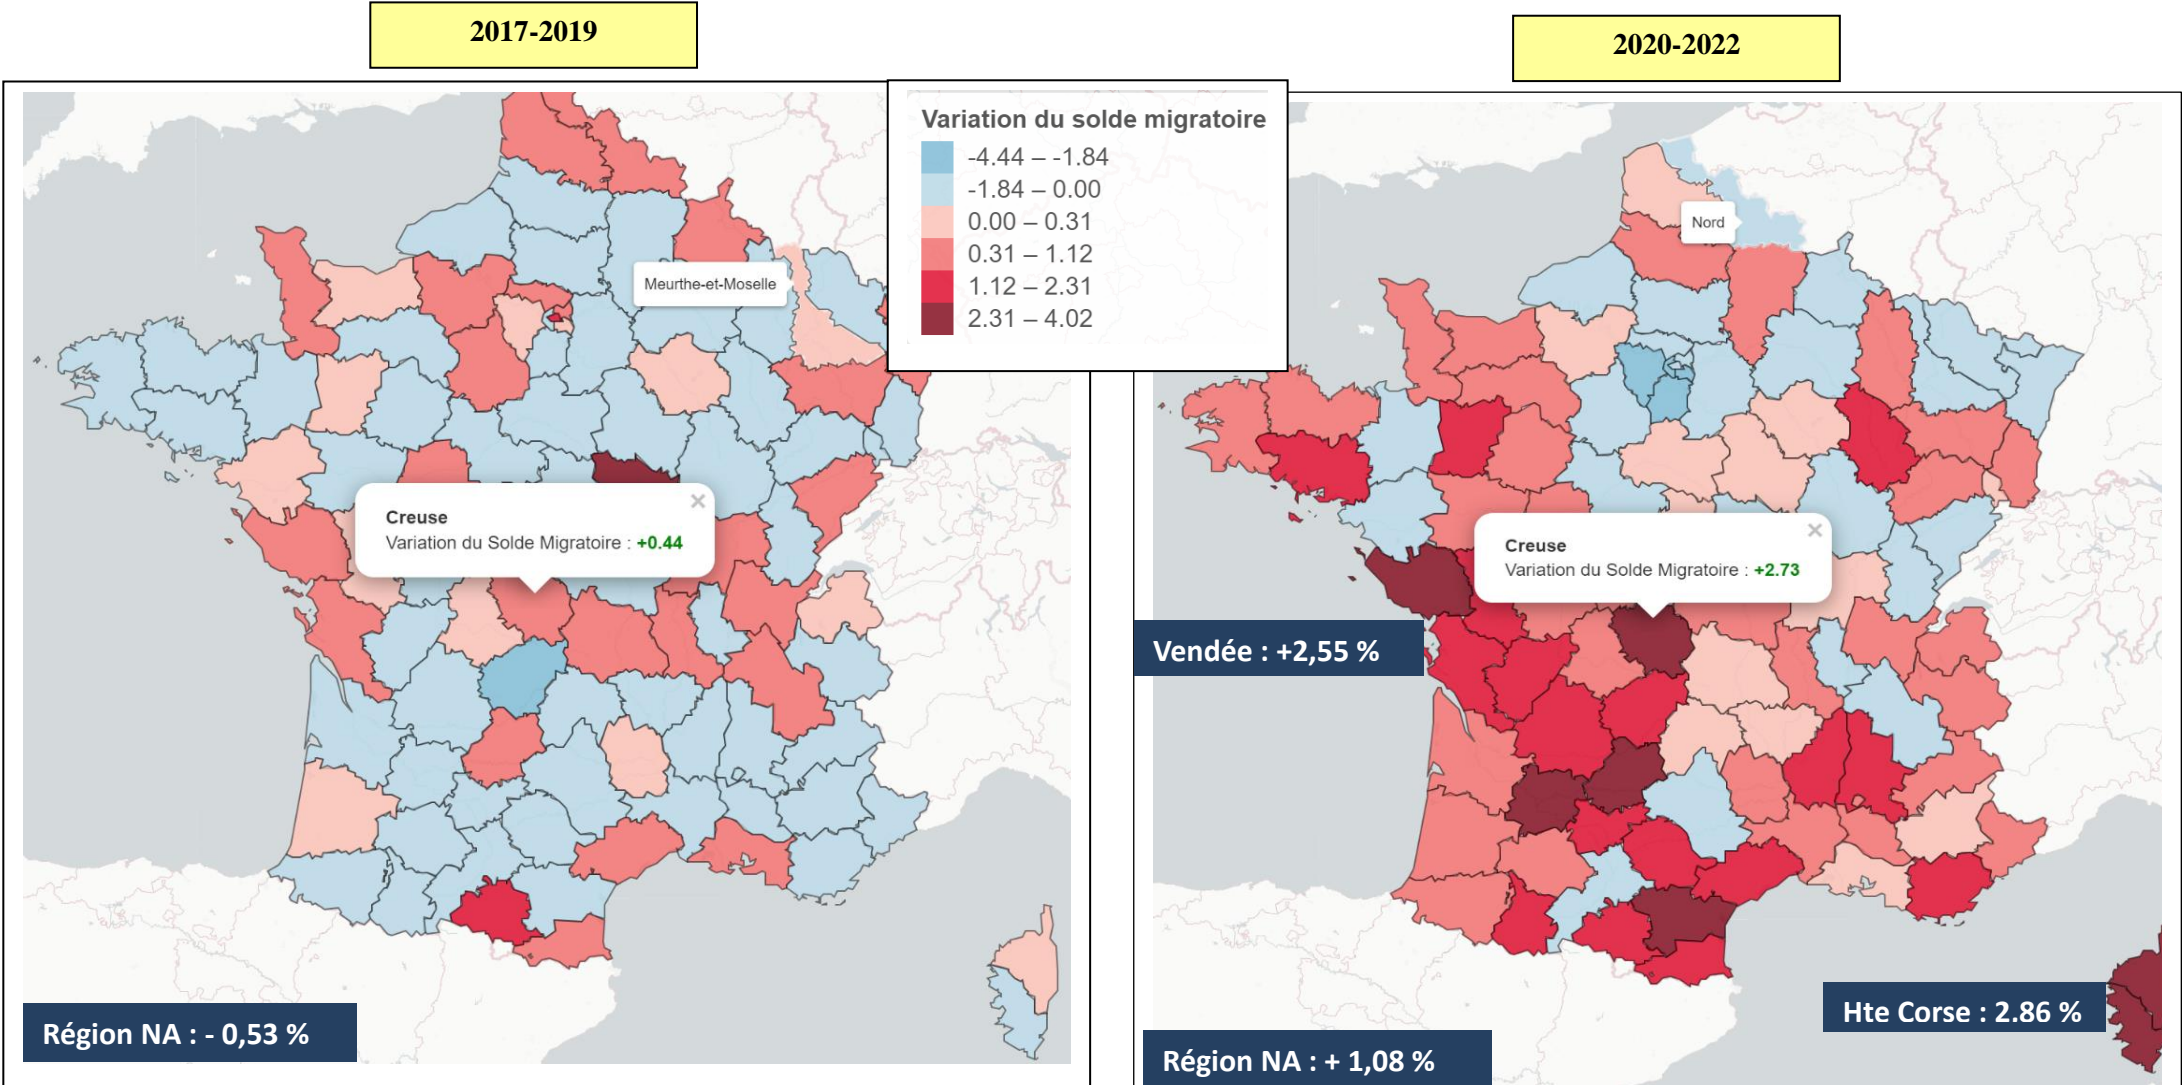 2017-2019
2020-2022
Variation du solde migratoire
-4.44 – -1.84
-1.84 – 0.00
0.00 – 0.31
0.31 – 1.12
1.12 – 2.31
2.31 – 4.02
Meurthe-et-Moselle
Nord
Creuse
Variation du Solde Migratoire : +0.44
×
Creuse
Variation du Solde Migratoire : +2.73
×
Vendée : +2,55 %
Hte Corse : 2.86 %
Région NA : - 0,53 %
Région NA : + 1,08 %